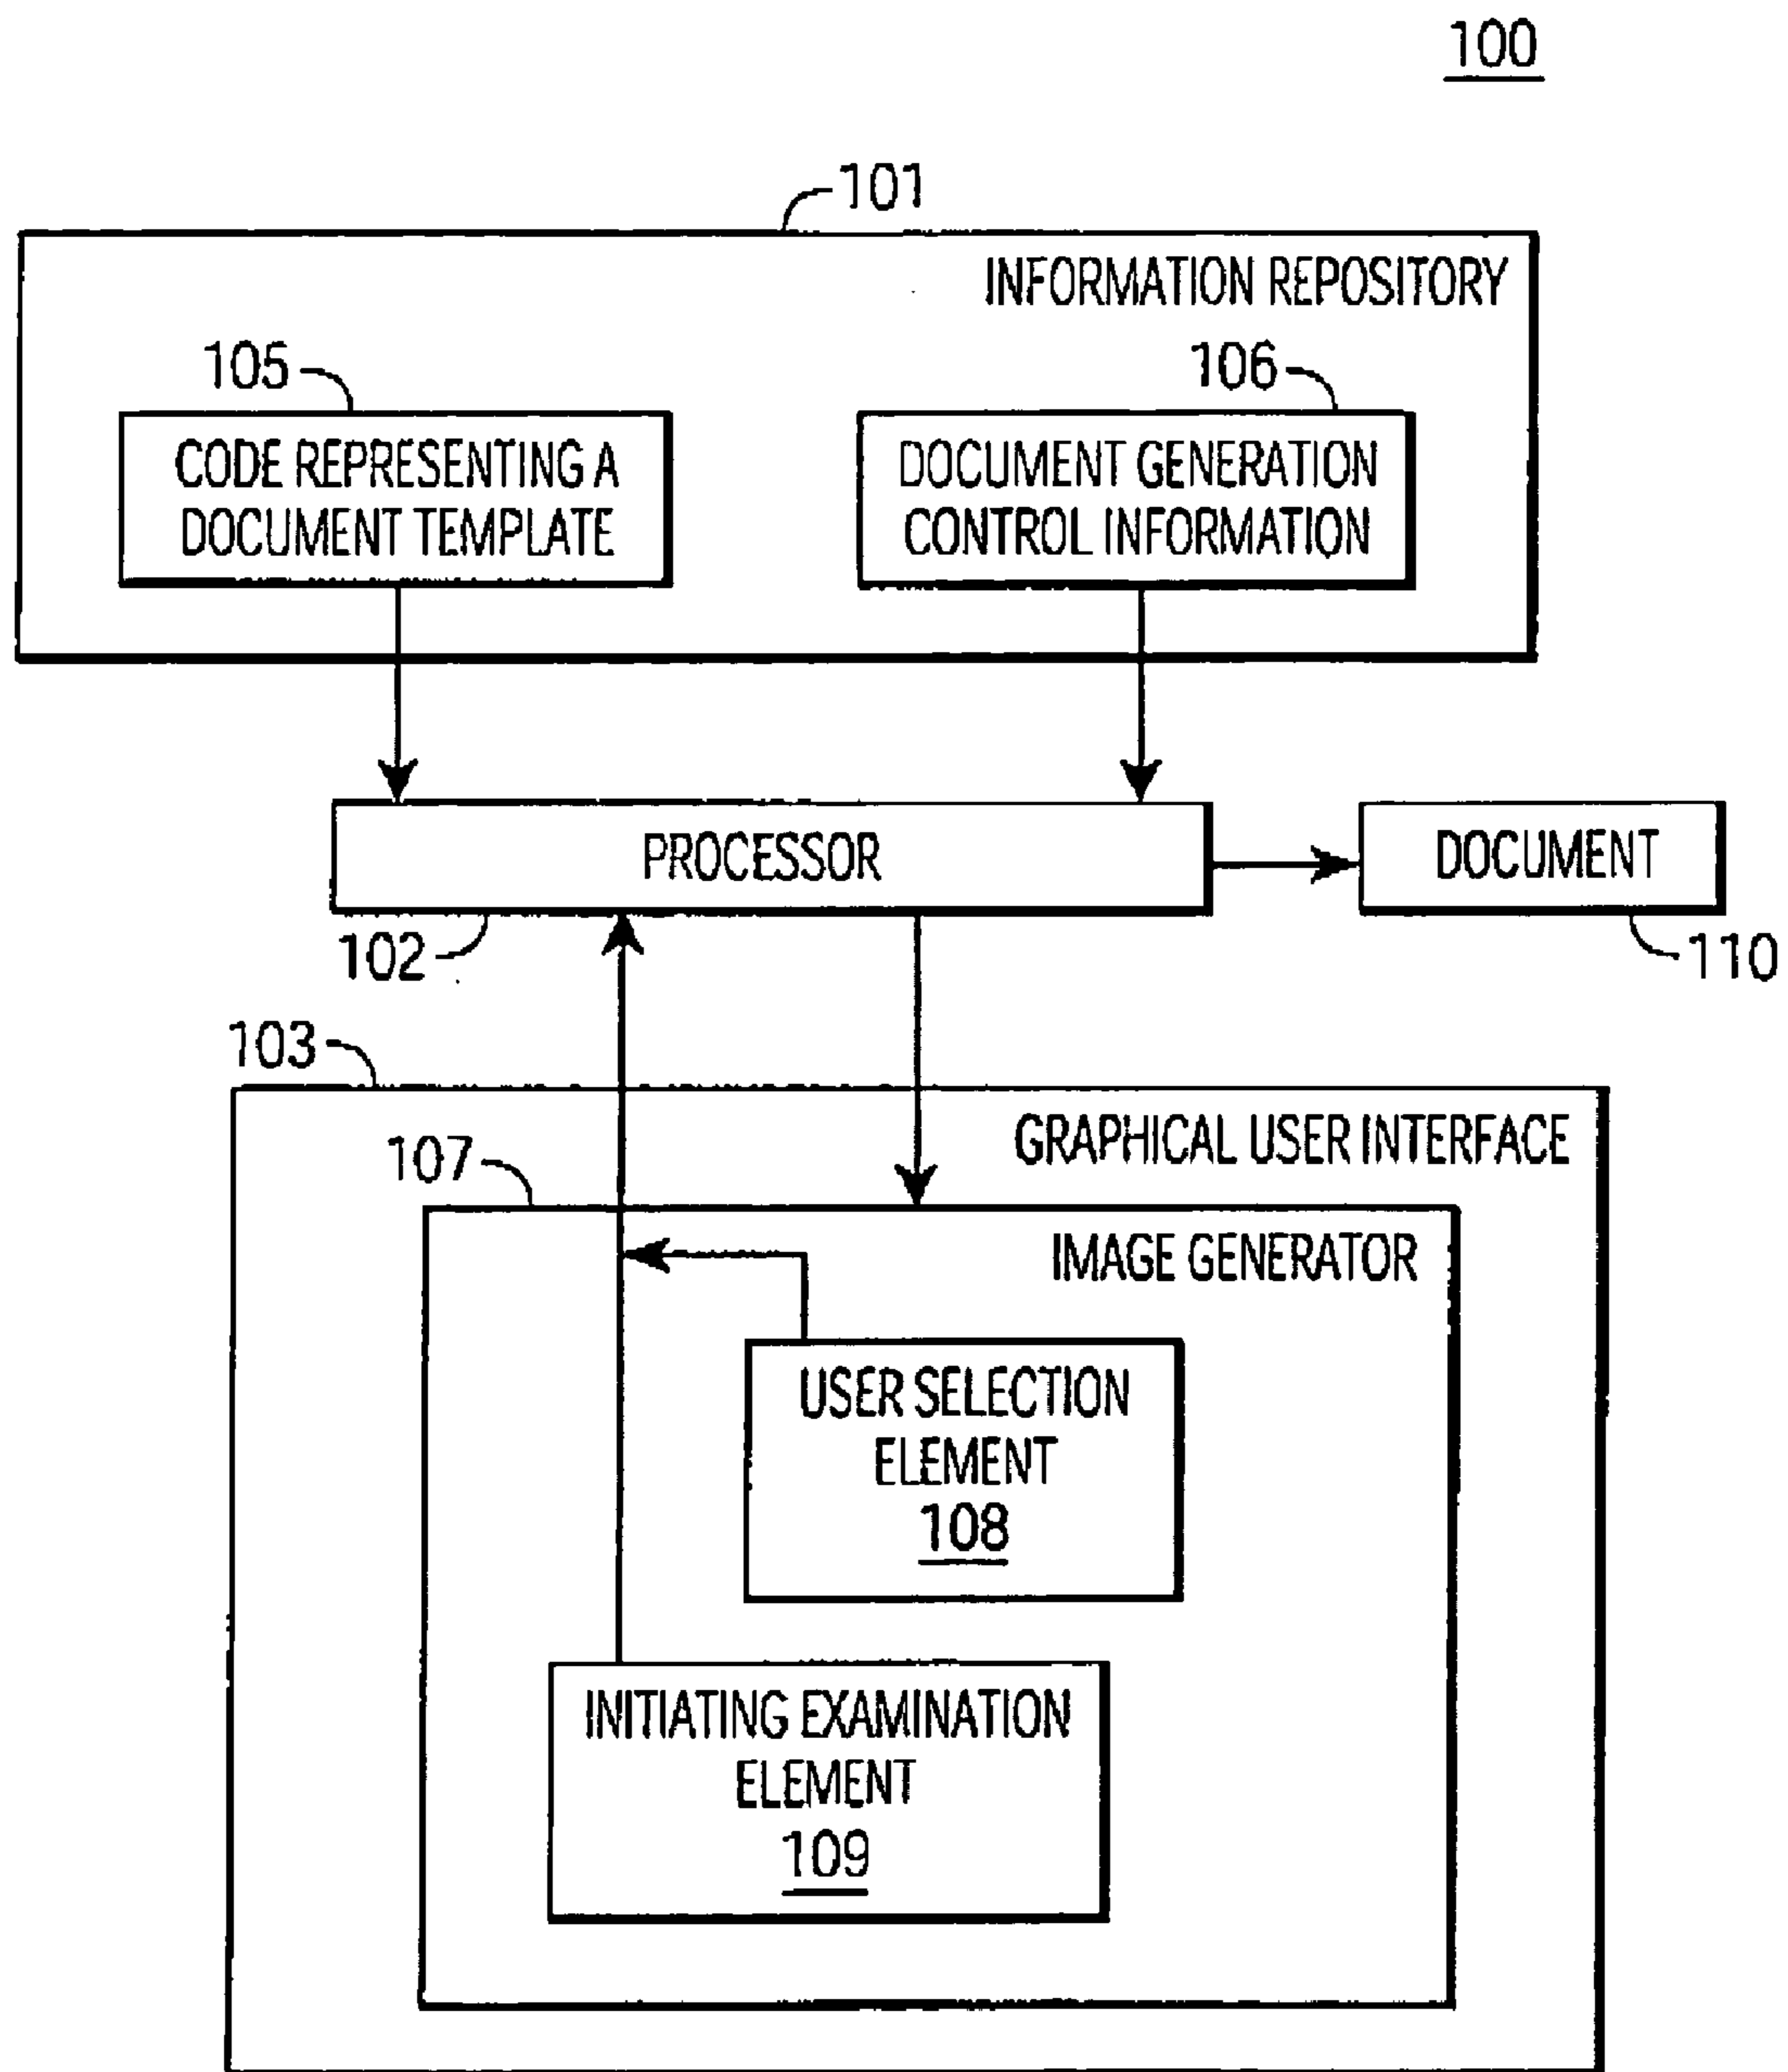 100
101
INFORMATION REPOSITORY
105
106
CODE REPRESENTING A
DOCUMENT TEMPLATE
DOCUMENT GENERATION
CONTROL INFORMATION
PROCESSOR
DOCUMENT
102
110
103
GRAPHICAL USER INTERFACE
107
IMAGE GENERATOR
USER SELECTION
ELEMENT
108
INITIATING EXAMINATION
ELEMENT
109